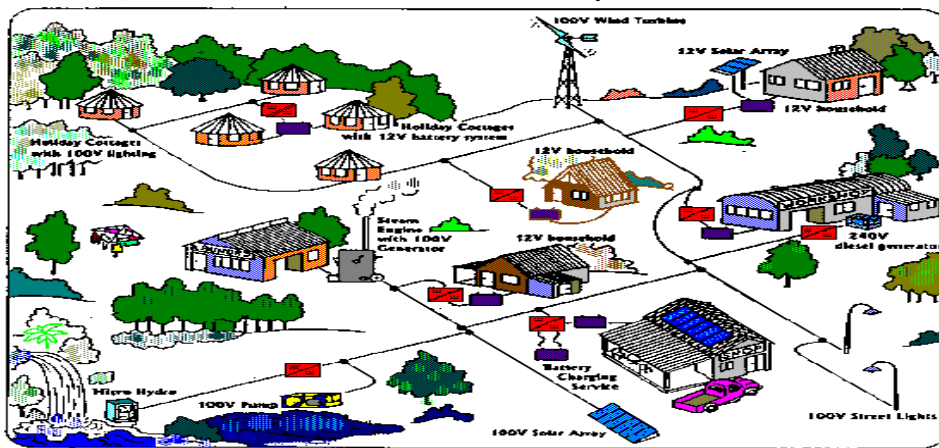 100V Wind Turbine
12V Solar Array
12V household
Holiday Cottages
with 12V battery system
Holiday Cottages
with 100V lighting
12V household
Steam
Engine
with 100V
Generator
12V household
240V
diesel generator
Micro Hydro
100V Pump
Battery
Charging
Service
100V Solar Array
100V Street Lights